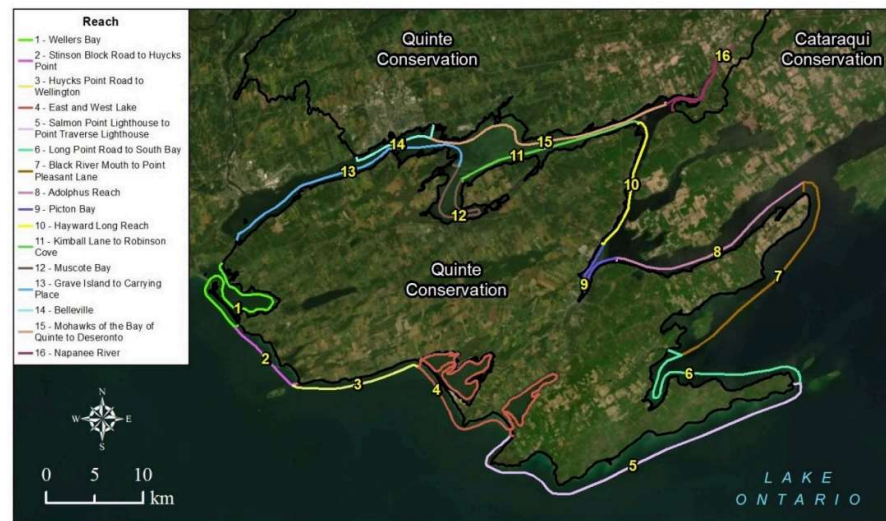 Reach
1 - Wellers Bay
2 - Stinson Block Road to Huycks
Point
3 - Huycks Point Road to
Wellington
4 - East and West Lake
5 - Salmon Point Lighthouse to
Point Traverse Lighthouse
6 - Long Point Road to South Bay
7 - Black River Mouth to Point
Pleasant Lane
8 - Adolphus Reach
9 - Picton Bay
10 - Hayward Long Reach
11 - Kimball Lane to Robinson
Cove
12 - Muscote Bay
13 - Grave Island to Carrying
Place
14 - Belleville
15 - Mohawks of the Bay of
Quinte to Deseronto
16 - Napanee River
N
W E
S
0 5 10
km
Quinte
Conservation
Cataraqui
Conservation
16
14
15
13
11
10
12
Quinte
Conservation
8
9
7
1
2
3
4
6
5
LAKE
ONTARIO